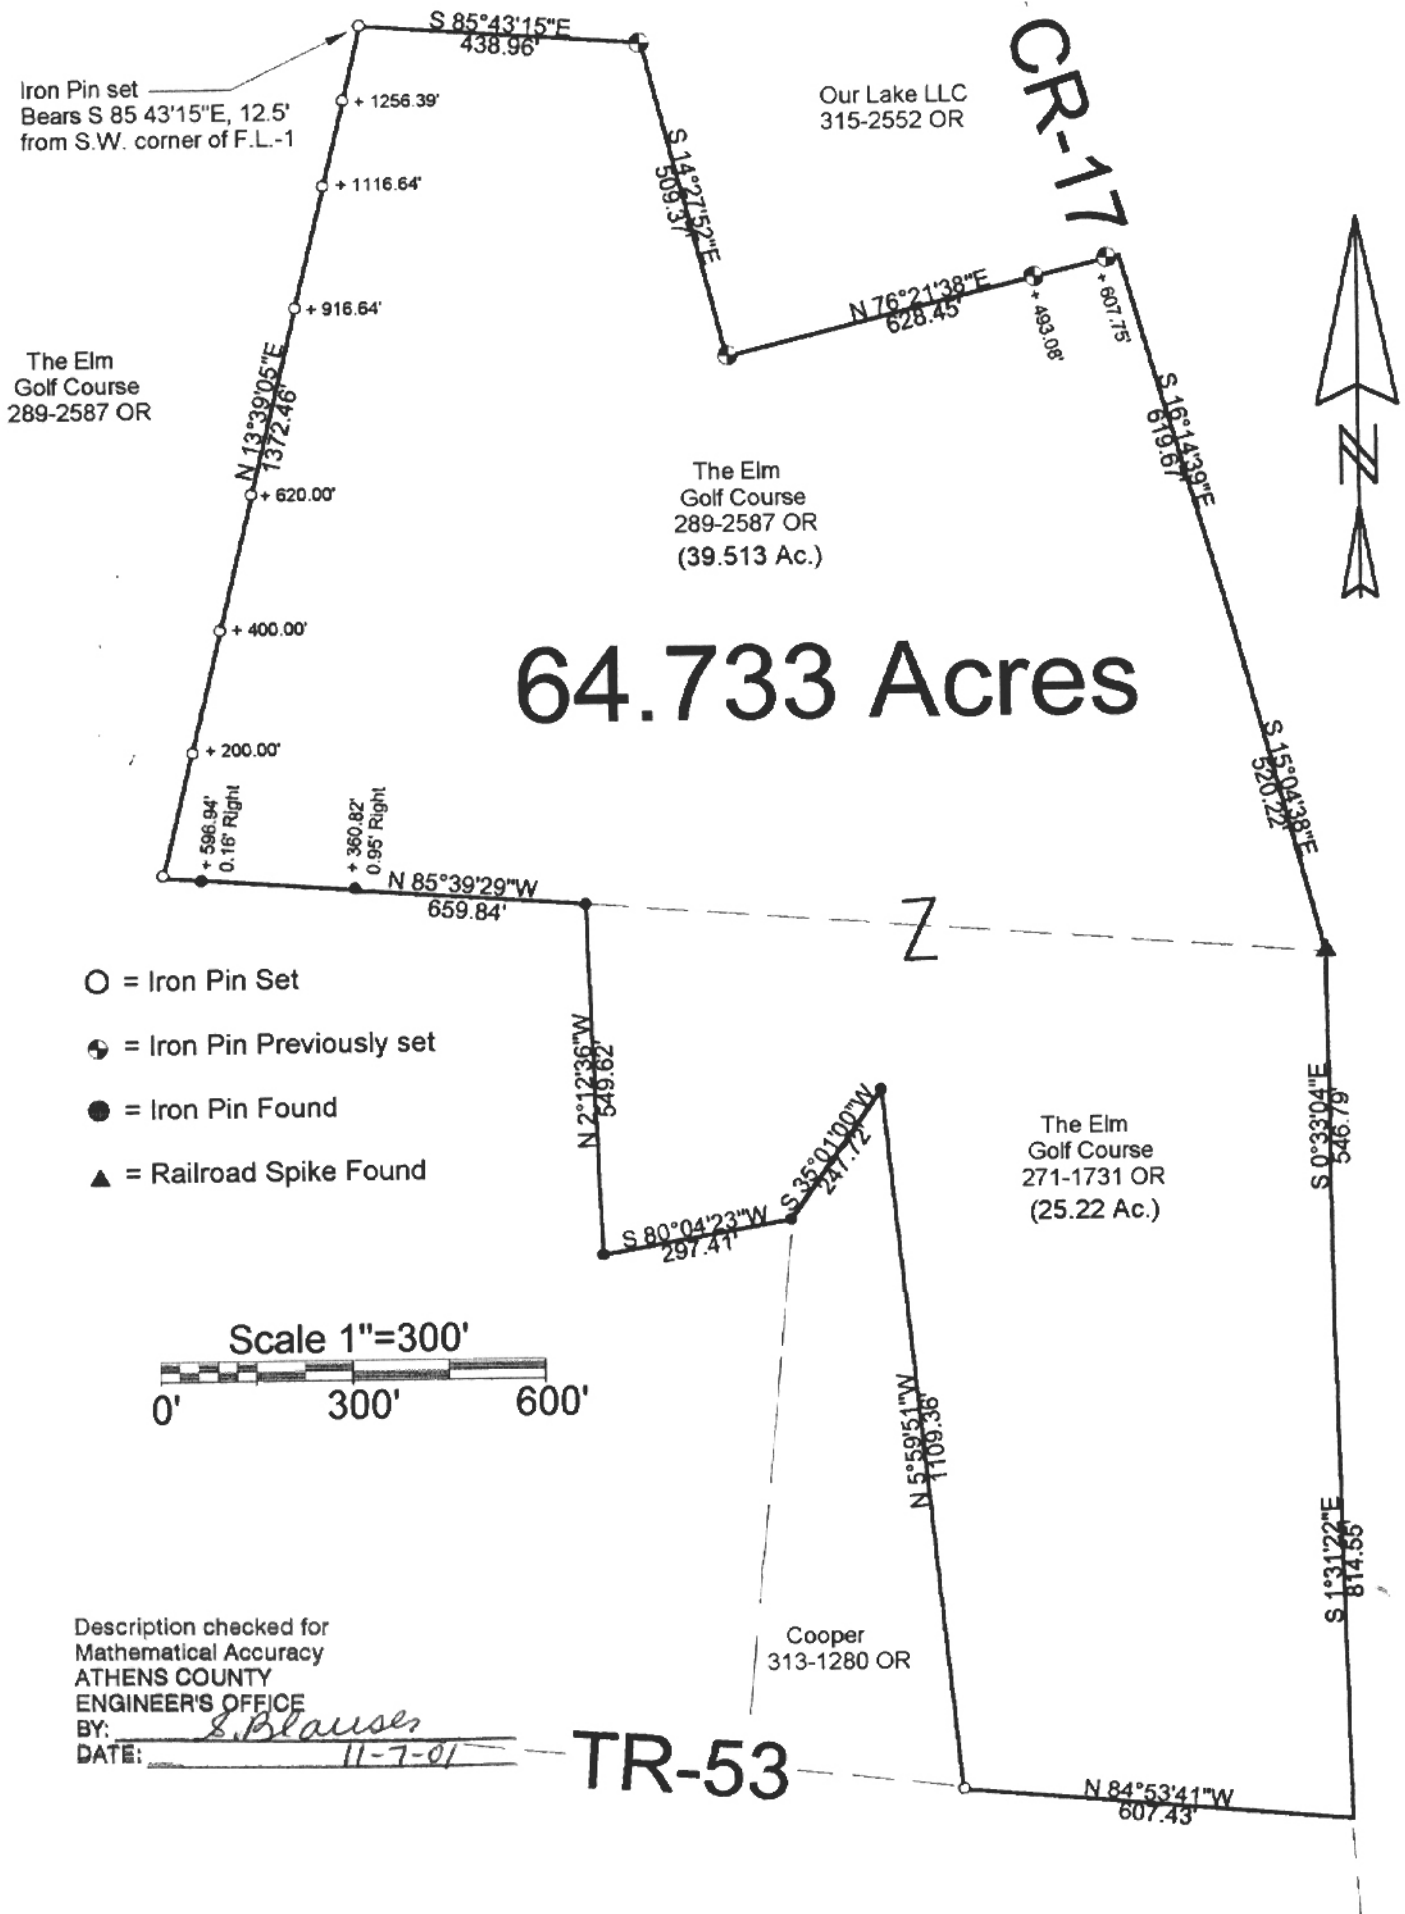 S 85°43'15"E
438.96'
Iron Pin set
Bears S 85 43'15"E, 12.5'
from S.W. corner of F.L.-1
+ 1256.39'
+ 1116.64'
+ 916.64'
N 13°39'05"E
1372.46'
+ 620.00'
+ 400.00'
+ 200.00'
S 14°27'52"E
509.37'
Our Lake LLC
315-2552 OR
CR-17
N 76°21'38"E
628.45'
+ 493.08'
+ 607.75'
S 16°14'39"E
619.67'
N
The Elm
Golf Course
289-2587 OR
The Elm
Golf Course
289-2587 OR
(39.513 Ac.)
64.733 Acres
S 15°04'38"E
520.22'
+ 596.94'
0.16' Right
+ 360.82'
0.95' Right
N 85°39'29"W
659.84'
Z
O = Iron Pin Set
= Iron Pin Previously set
= Iron Pin Found
= Railroad Spike Found
N 2°12'36"W
549.62'
S 80°04'23"W
297.41'
S 35°01'00"W
247.72'
The Elm
Golf Course
271-1731 OR
(25.22 Ac.)
S 0°33'04"E
546.79'
Scale 1"=300'
0' 300' 600'
N 5°59'51"W
1109.36'
S 1°31'22"E
814.55'
Description checked for
Mathematical Accuracy
ATHENS COUNTY
ENGINEER'S OFFICE
BY: S. Blauser
DATE: 11-7-01
Cooper
313-1280 OR
TR-53
N 84°53'41"W
607.43'